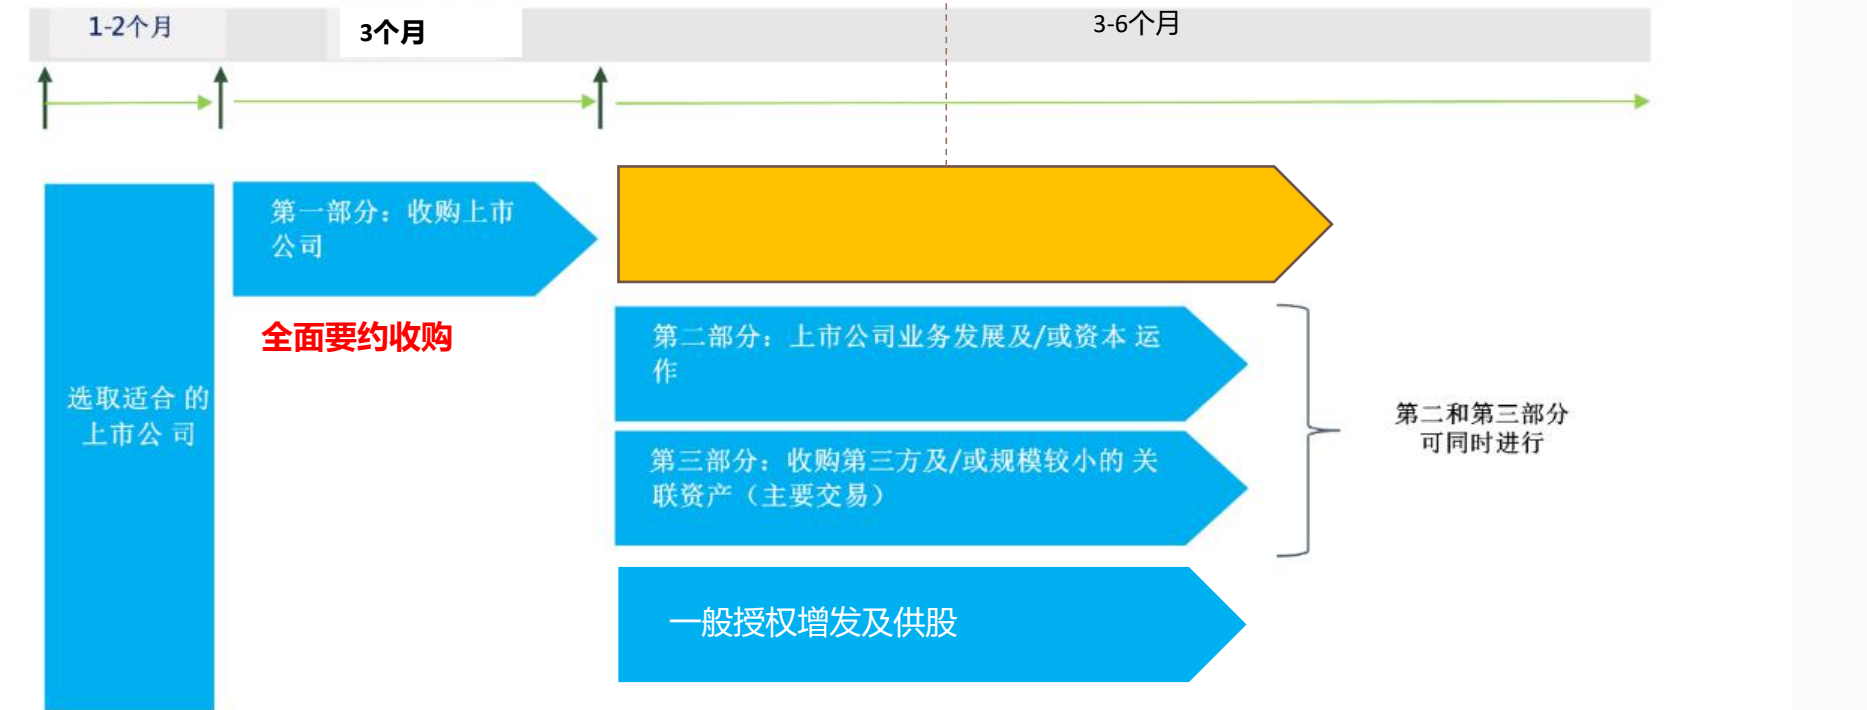 1-2个月
3个月
3-6个月
第一部分：收购上市
公司
全面要约收购
选取适合 的
上市公 司
第二部分：上市公司业务发展及/或资本 运
作
第三部分：收购第三方及/或规模较小的 关
联资产（主要交易）
第二和第三部分
可同时进行
一般授权增发及供股